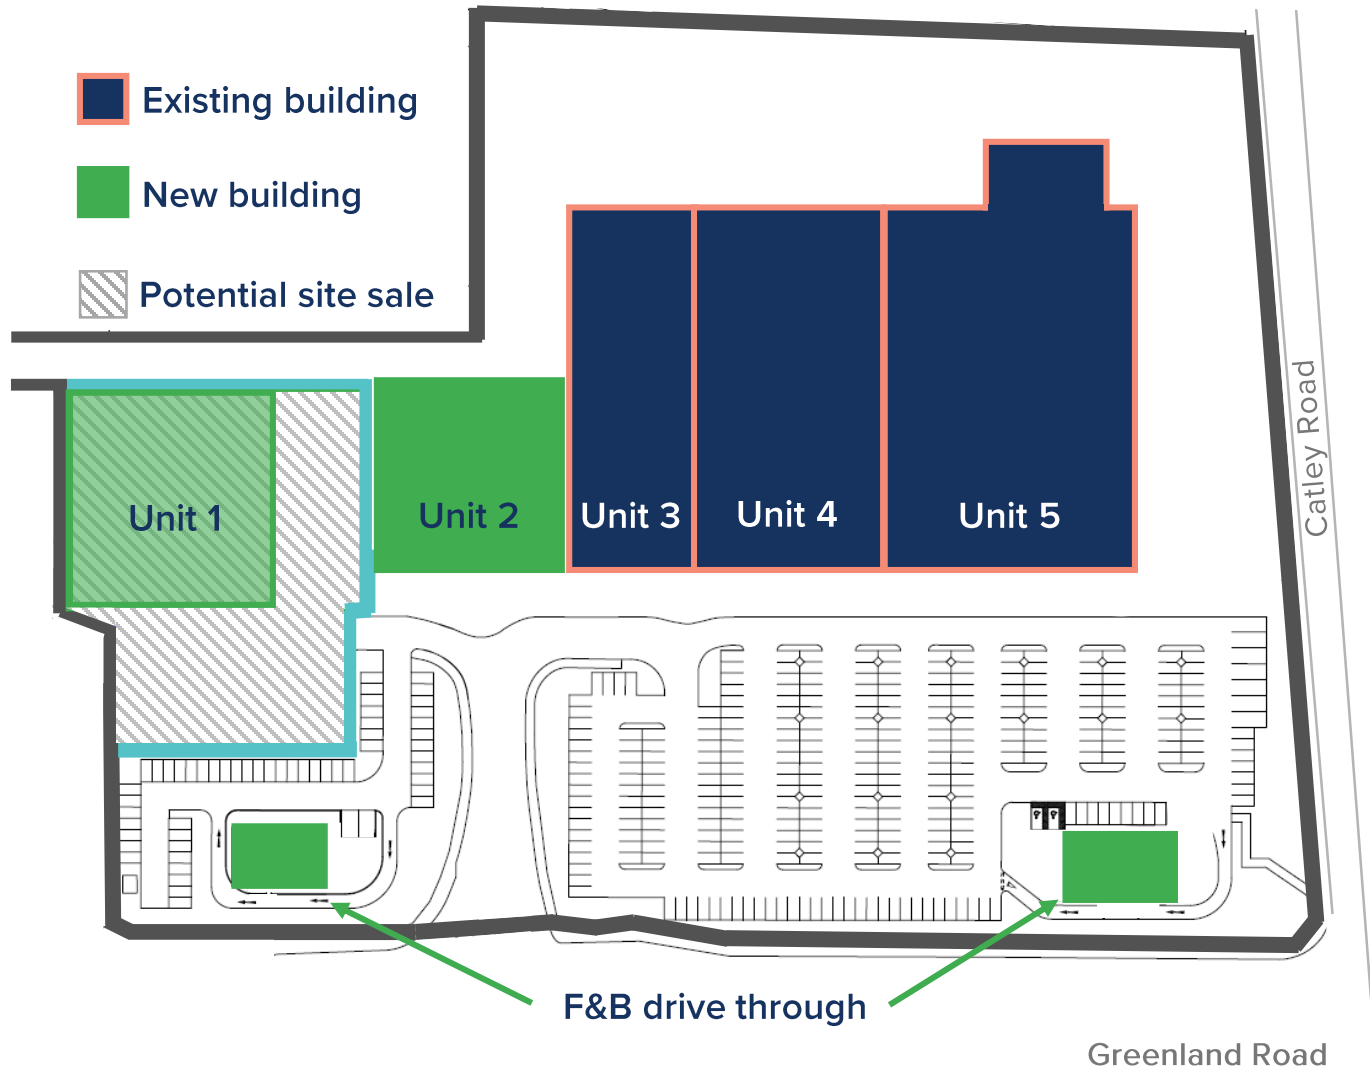 Existing building
New building
Potential site sale
Unit 1
Unit 2
Unit 3
Unit 4
Unit 5
Catley Road
F&B drive through
Greenland Road